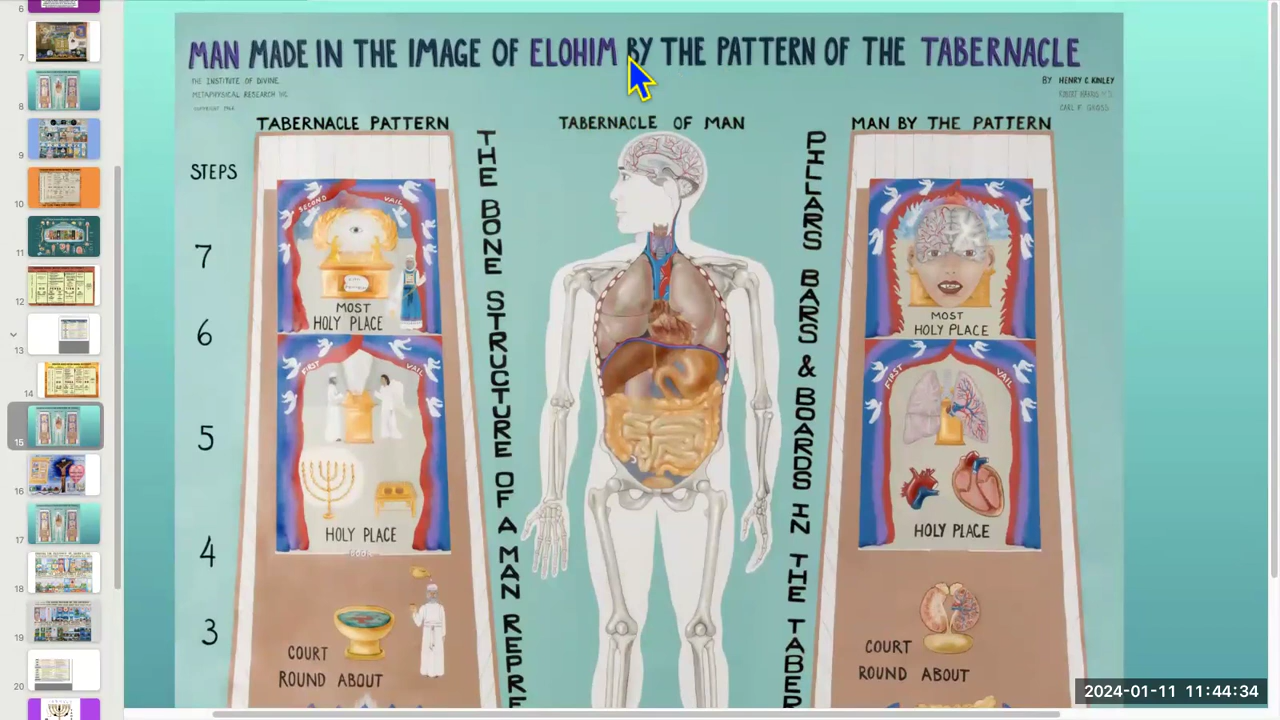 MAN MADE IN THE IMAGE OF ELOHIM BY THE PATTERN OF THE TABERNACLE
THE INSTITUTE OF DIVINE
METAPHYSICAL RESEARCH INC
COPYRIGHT
BY HENRY C. KINLEY
CARL F. GROSS
TABERNACLE PATTERN
TABERNACLE OF MAN
MAN BY THE PATTERN
STEPS
7
6
5
4
3
SECOND VAIL
MOST
HOLY PLACE
FIRST VAIL
HOLY PLACE
COURT
ROUND ABOUT
THE BONE STRUCTURE OF A MAN REPRE
PILLARS BARS & BOARDS IN THE TABER
MOST
HOLY PLACE
FIRST VAIL
HOLY PLACE
COURT
ROUND ABOUT
6
7
8
9
10
11
12
13
14
15
16
17
18
19
20
2024-01-11 11:44:34